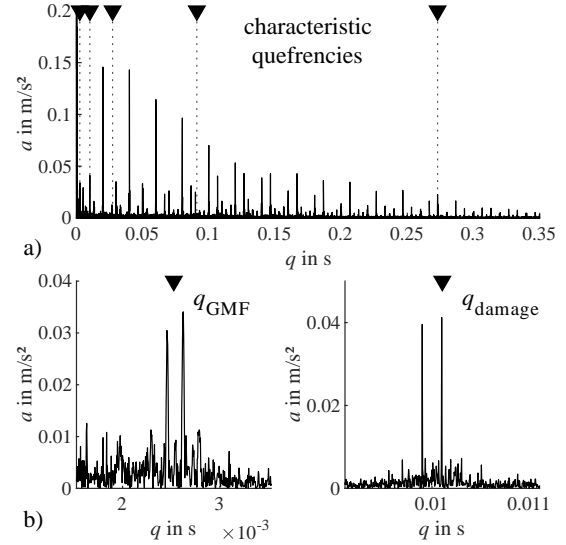 0.2
0.15
0.1
0.05
0
a in m/s²
characteristic
quefrencies
0 0.05 0.1 0.15 0.2 0.25 0.3 0.35
a)
q in s
0.04
0.03
0.02
0.01
0
a in m/s²
q_GMF
2 3
q in s ×10⁻³
b)
0.04
0.02
0
a in m/s²
q_damage
0.01 0.011
q in s